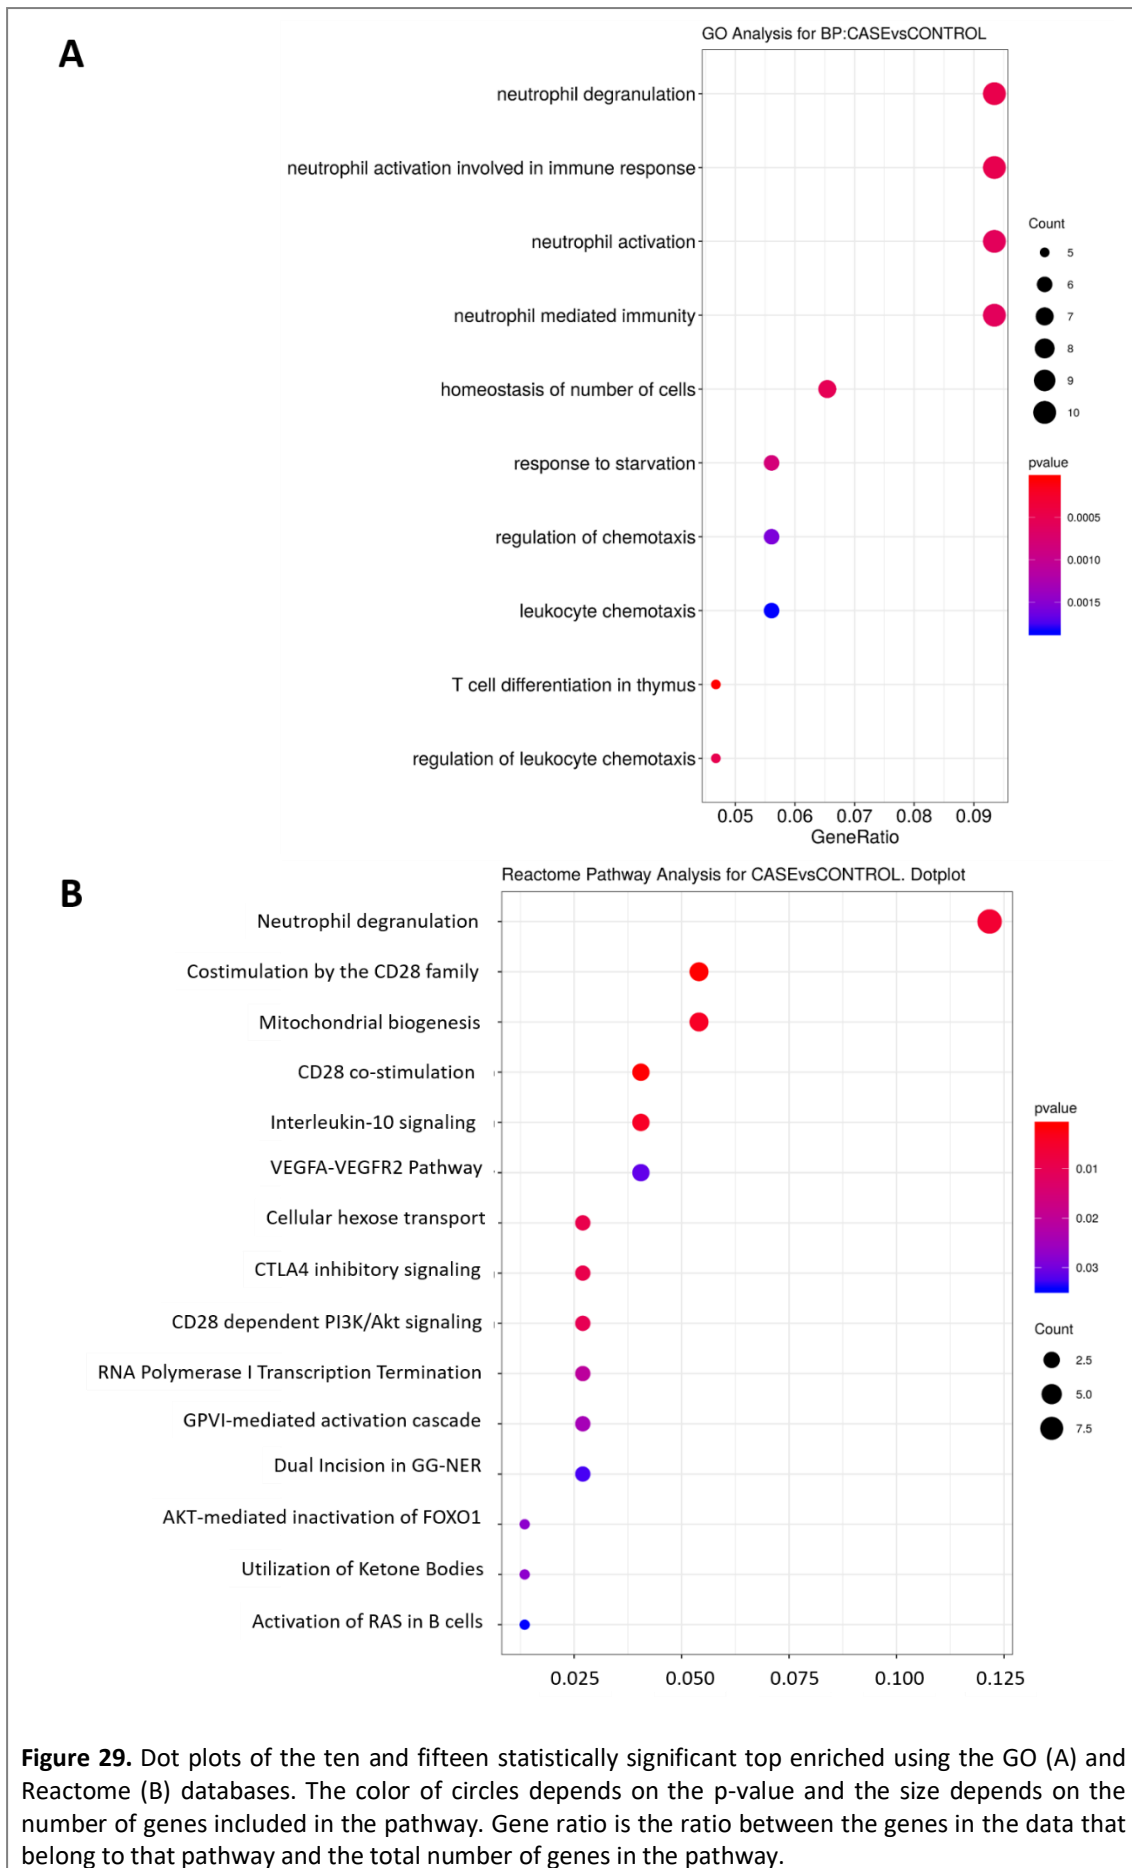 A
GO Analysis for BP:CASEvsCONTROL
neutrophil degranulation
neutrophil activation involved in immune response
neutrophil activation
neutrophil mediated immunity
homeostasis of number of cells
response to starvation
regulation of chemotaxis
leukocyte chemotaxis
T cell differentiation in thymus
regulation of leukocyte chemotaxis
0.05 0.06 0.07 0.08 0.09
GeneRatio
Count
5
6
7
8
9
10
pvalue
0.0005
0.0010
0.0015
B
Reactome Pathway Analysis for CASEvsCONTROL. Dotplot
Neutrophil degranulation
Costimulation by the CD28 family
Mitochondrial biogenesis
CD28 co-stimulation
Interleukin-10 signaling
VEGFA-VEGFR2 Pathway
Cellular hexose transport
CTLA4 inhibitory signaling
CD28 dependent PI3K/Akt signaling
RNA Polymerase I Transcription Termination
GPVI-mediated activation cascade
Dual Incision in GG-NER
AKT-mediated inactivation of FOXO1
Utilization of Ketone Bodies
Activation of RAS in B cells
0.025 0.050 0.075 0.100 0.125
pvalue
0.01
0.02
0.03
Count
2.5
5.0
7.5
Figure 29. Dot plots of the ten and fifteen statistically significant top enriched using the GO (A) and
Reactome (B) databases. The color of circles depends on the p-value and the size depends on the
number of genes included in the pathway. Gene ratio is the ratio between the genes in the data that
belong to that pathway and the total number of genes in the pathway.